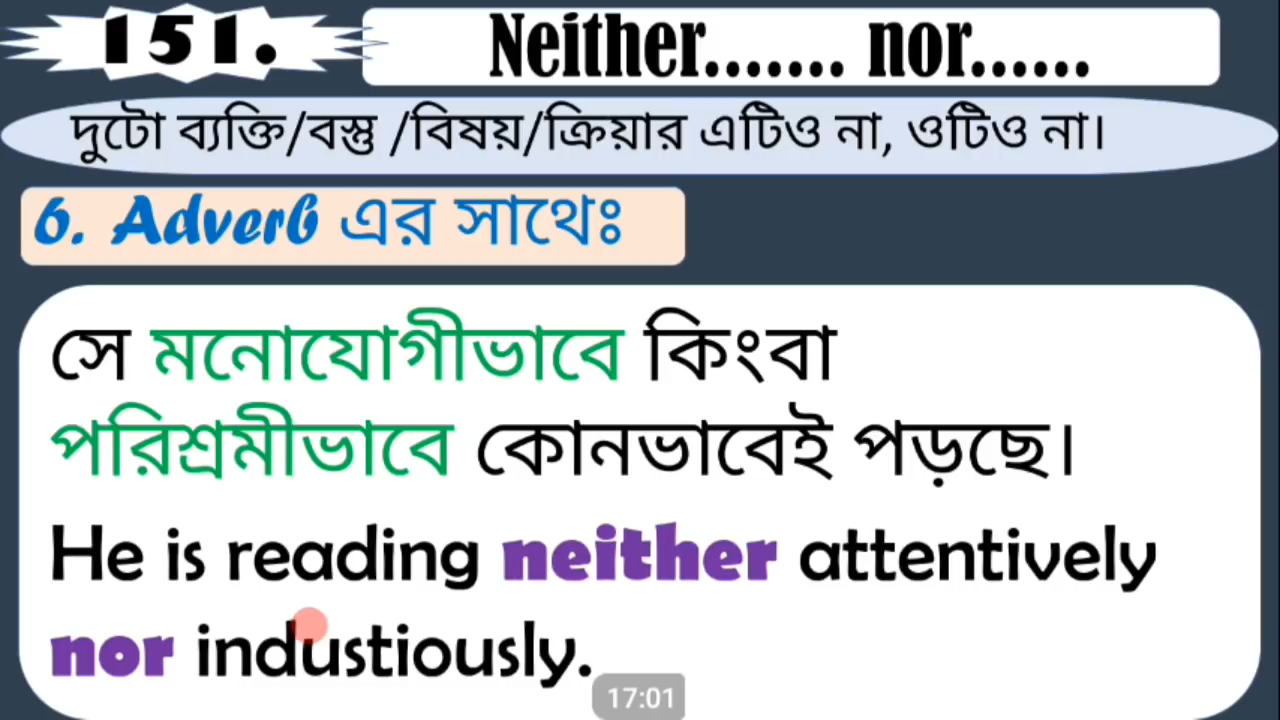 151.
Neither....... nor......
দুটো ব্যক্তি/বস্তু /বিষয়/ক্রিয়ার এটিও না, ওটিও না।
6. Adverb এর সাথেঃ
সে মনোযোগীভাবে কিংবা
পরিশ্রমীভাবে কোনভাবেই পড়ছে।
He is reading neither attentively
nor industiously.
17:01